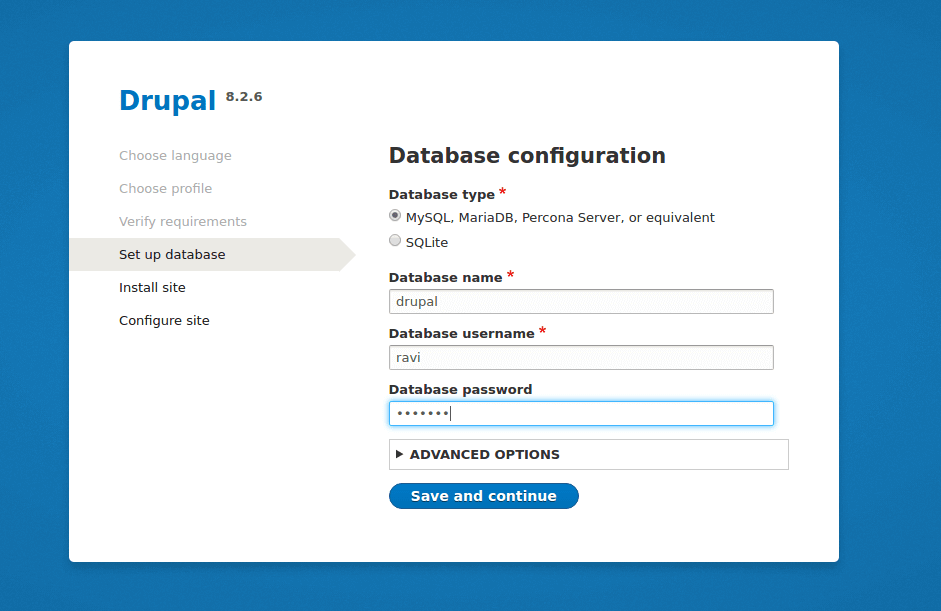 Drupal 8.2.6
Choose language
Choose profile
Verify requirements
Set up database
Install site
Configure site
Database configuration
Database type *
MySQL, MariaDB, Percona Server, or equivalent
SQLite
Database name *
drupal
Database username *
ravi
Database password
•••••••
ADVANCED OPTIONS
Save and continue